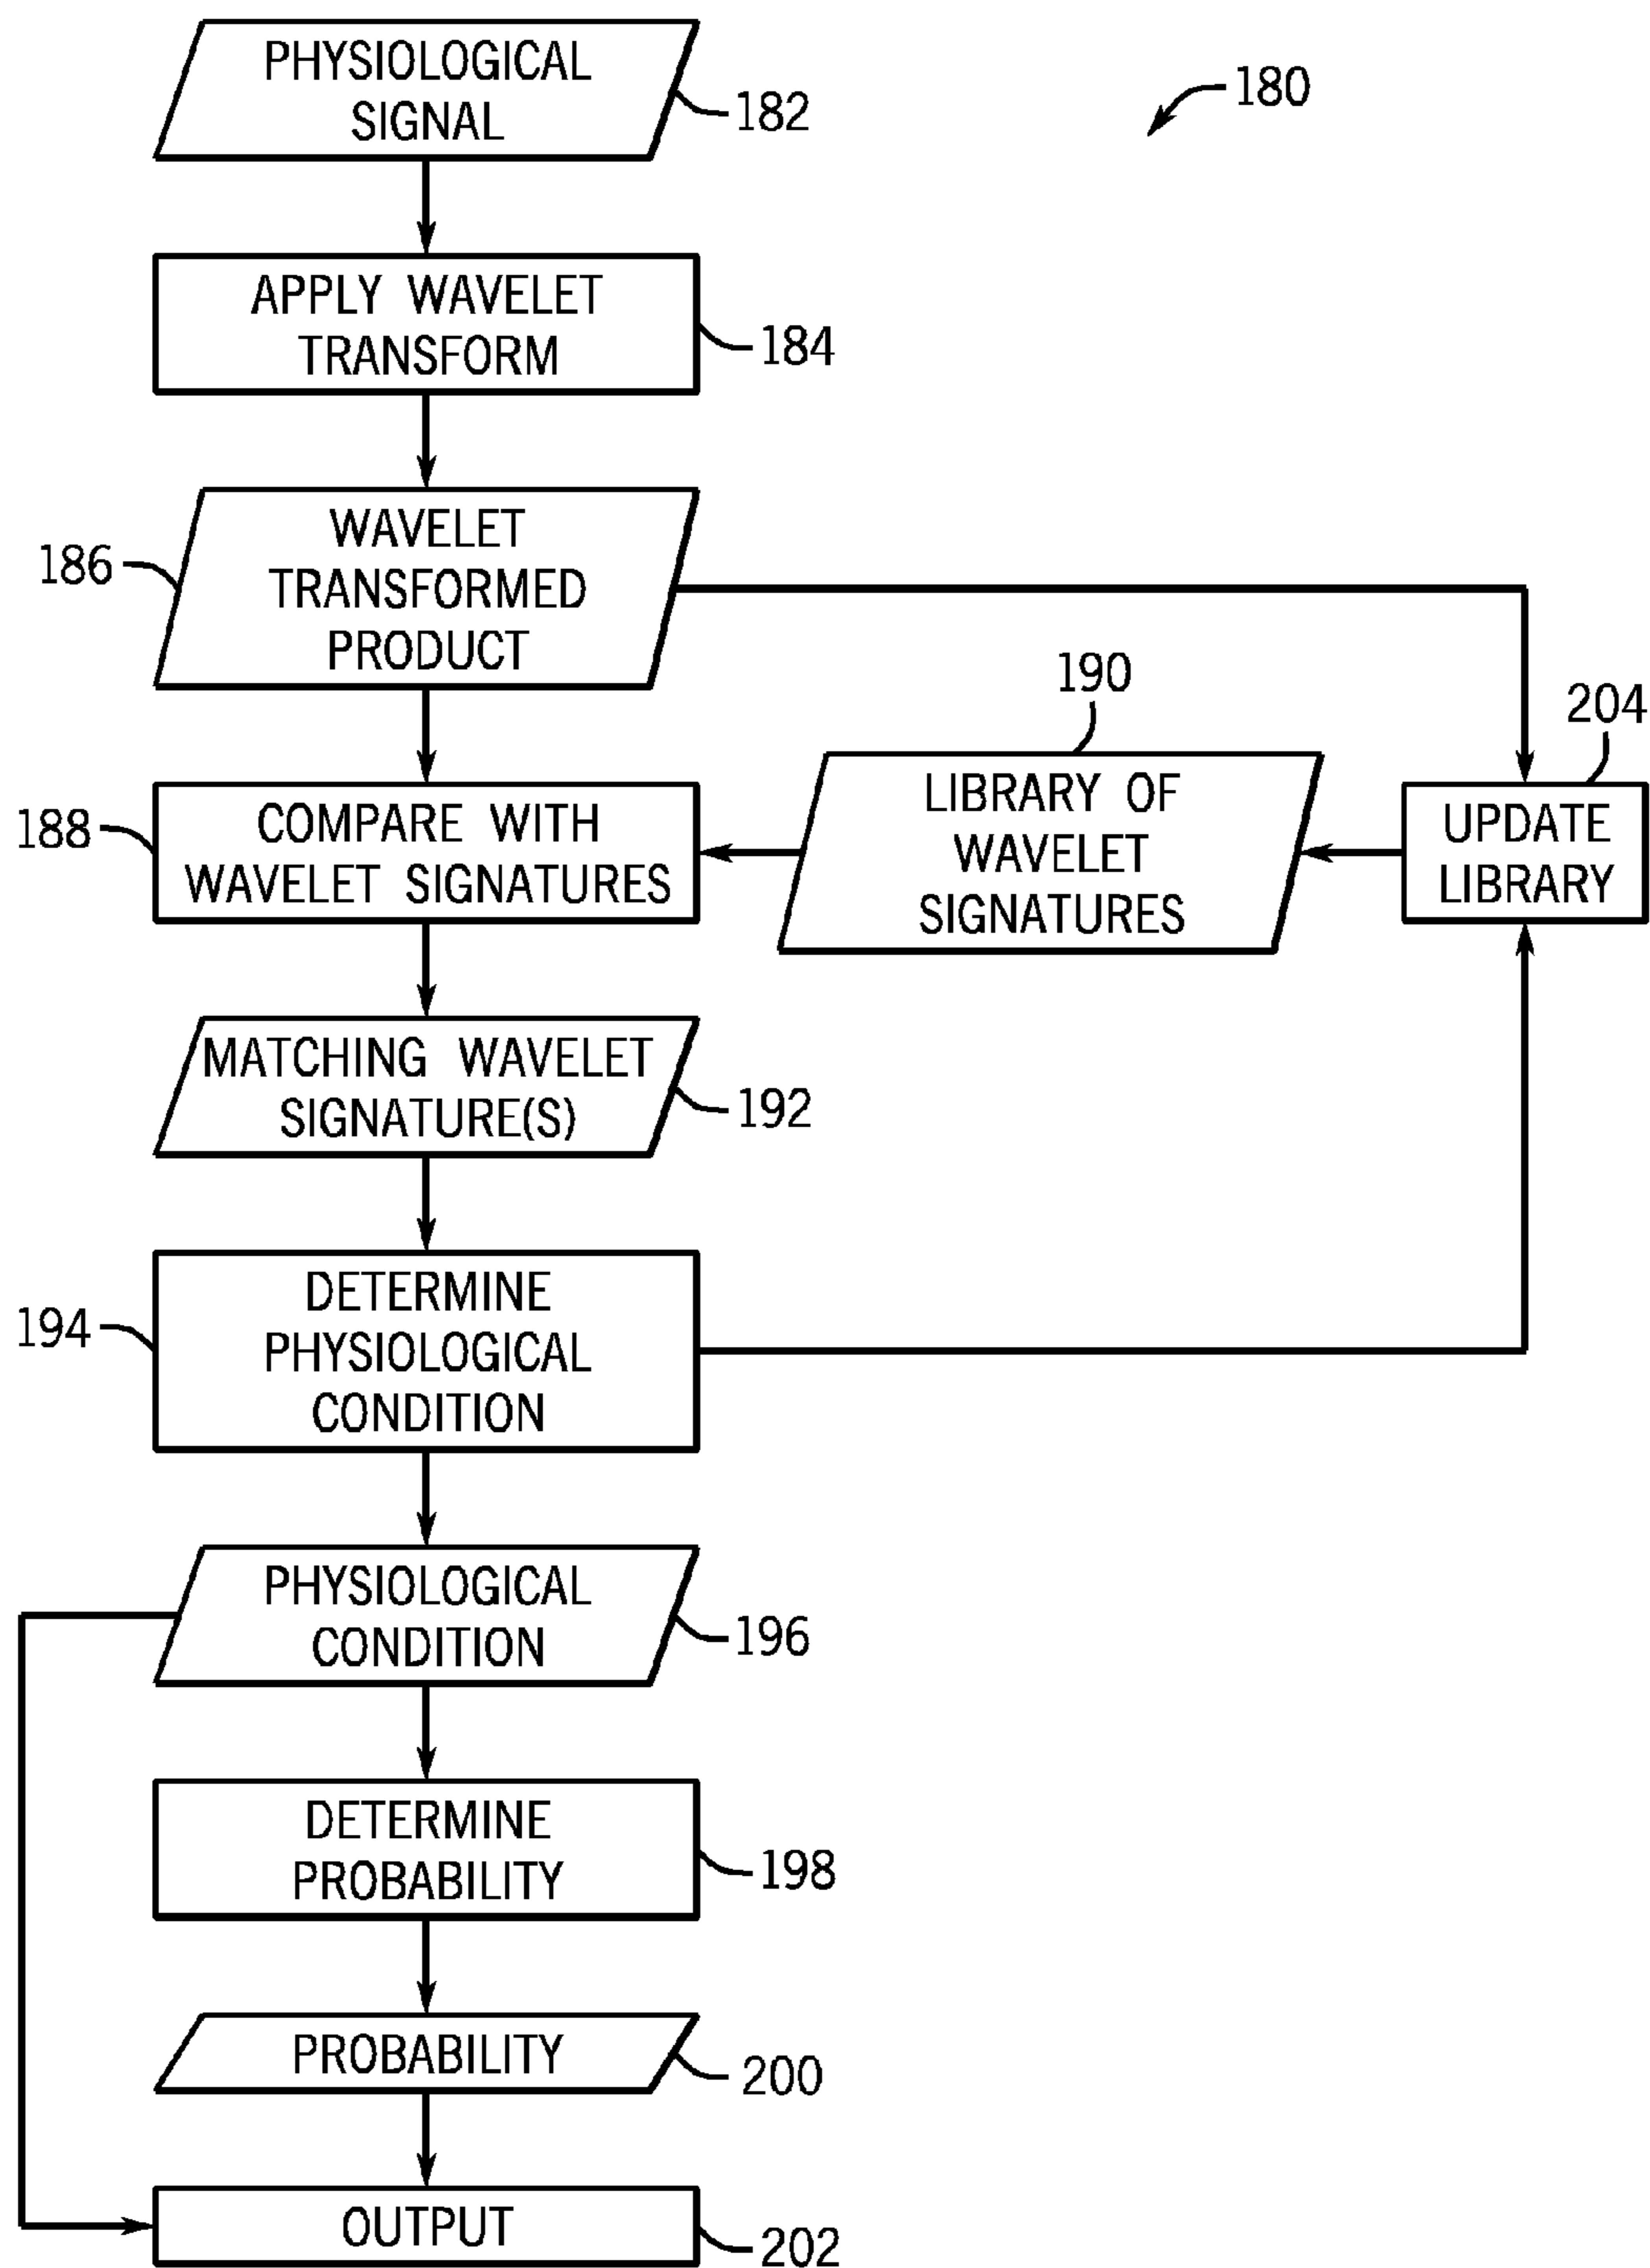 PHYSIOLOGICAL
SIGNAL
182
180
APPLY WAVELET
TRANSFORM
184
WAVELET
TRANSFORMED
PRODUCT
186
190
204
COMPARE WITH
WAVELET SIGNATURES
188
LIBRARY OF
WAVELET
SIGNATURES
UPDATE
LIBRARY
MATCHING WAVELET
SIGNATURE(S)
192
DETERMINE
PHYSIOLOGICAL
CONDITION
194
PHYSIOLOGICAL
CONDITION
196
DETERMINE
PROBABILITY
198
PROBABILITY
200
OUTPUT
202